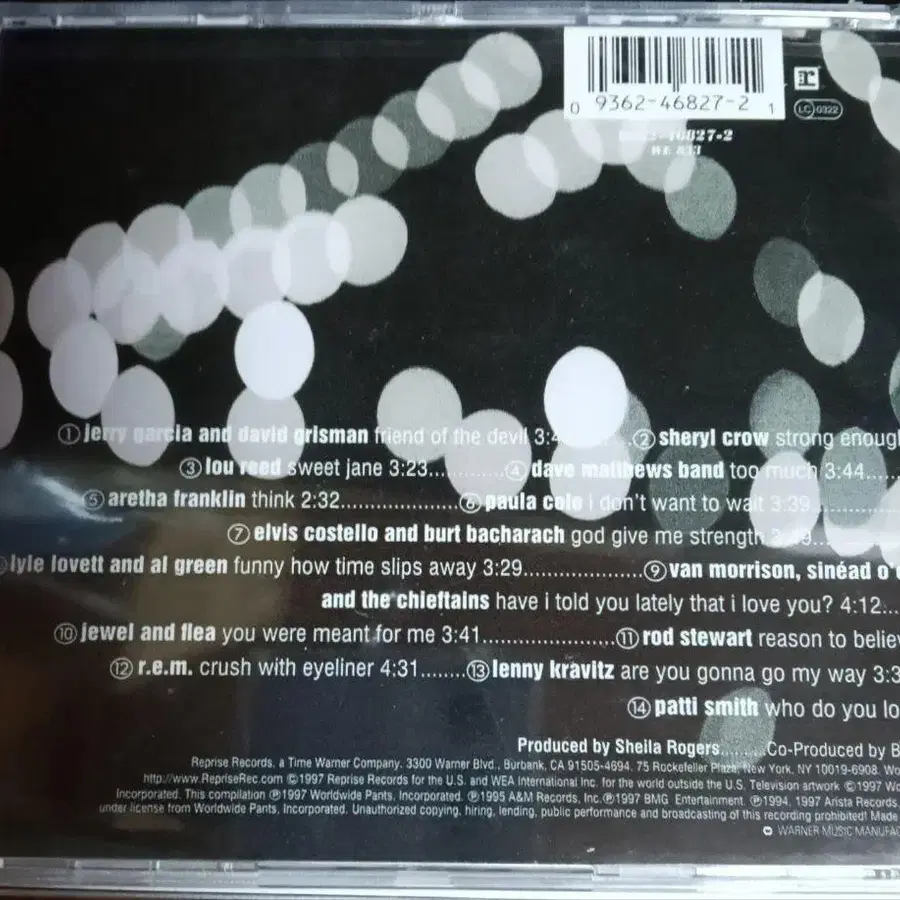 0 9362-46827-2 1
LC 0322
-46827-2
WE 833
① jerry garcia and david grisman friend of the devil 3:4 ② sheryl crow strong enough
③ lou reed sweet jane 3:23............④ dave matthews band too much 3:44.....
⑤ aretha franklin think 2:32....................⑥ paula cole i don't want to wait 3:39 ............
⑦ elvis costello and burt bacharach god give me strength
lyle lovett and al green funny how time slips away 3:29....................⑨ van morrison, sinéad o'
and the chieftains have i told you lately that i love you? 4:12...
⑩ jewel and flea you were meant for me 3:41......................⑪ rod stewart reason to believ
⑫ r.e.m. crush with eyeliner 4:31........⑬ lenny kravitz are you gonna go my way 3:3
⑭ patti smith who do you lo
Produced by Sheila Rogers.........Co-Produced by B
Reprise Records, a Time Warner Company. 3300 Warner Blvd., Burbank, CA 91505-4694. 75 Rockefeller Plaza, New York, NY 10019-6908. Wo
http://www.RepriseRec.com ©1997 Reprise Records for the U.S. and WEA International Inc. for the world outside the U.S. Television artwork ©1997 Wo
Incorporated. This compilation ℗1997 Worldwide Pants, Incorporated. ℗1995 A&M Records, Inc. ℗1997 BMG Entertainment. ℗1994, 1997 Arista Records,
under license from Worldwide Pants, Incorporated. Unauthorized copying, hiring, lending, public performance and broadcasting of this recording prohibited! Made
WARNER MUSIC MANUFAC